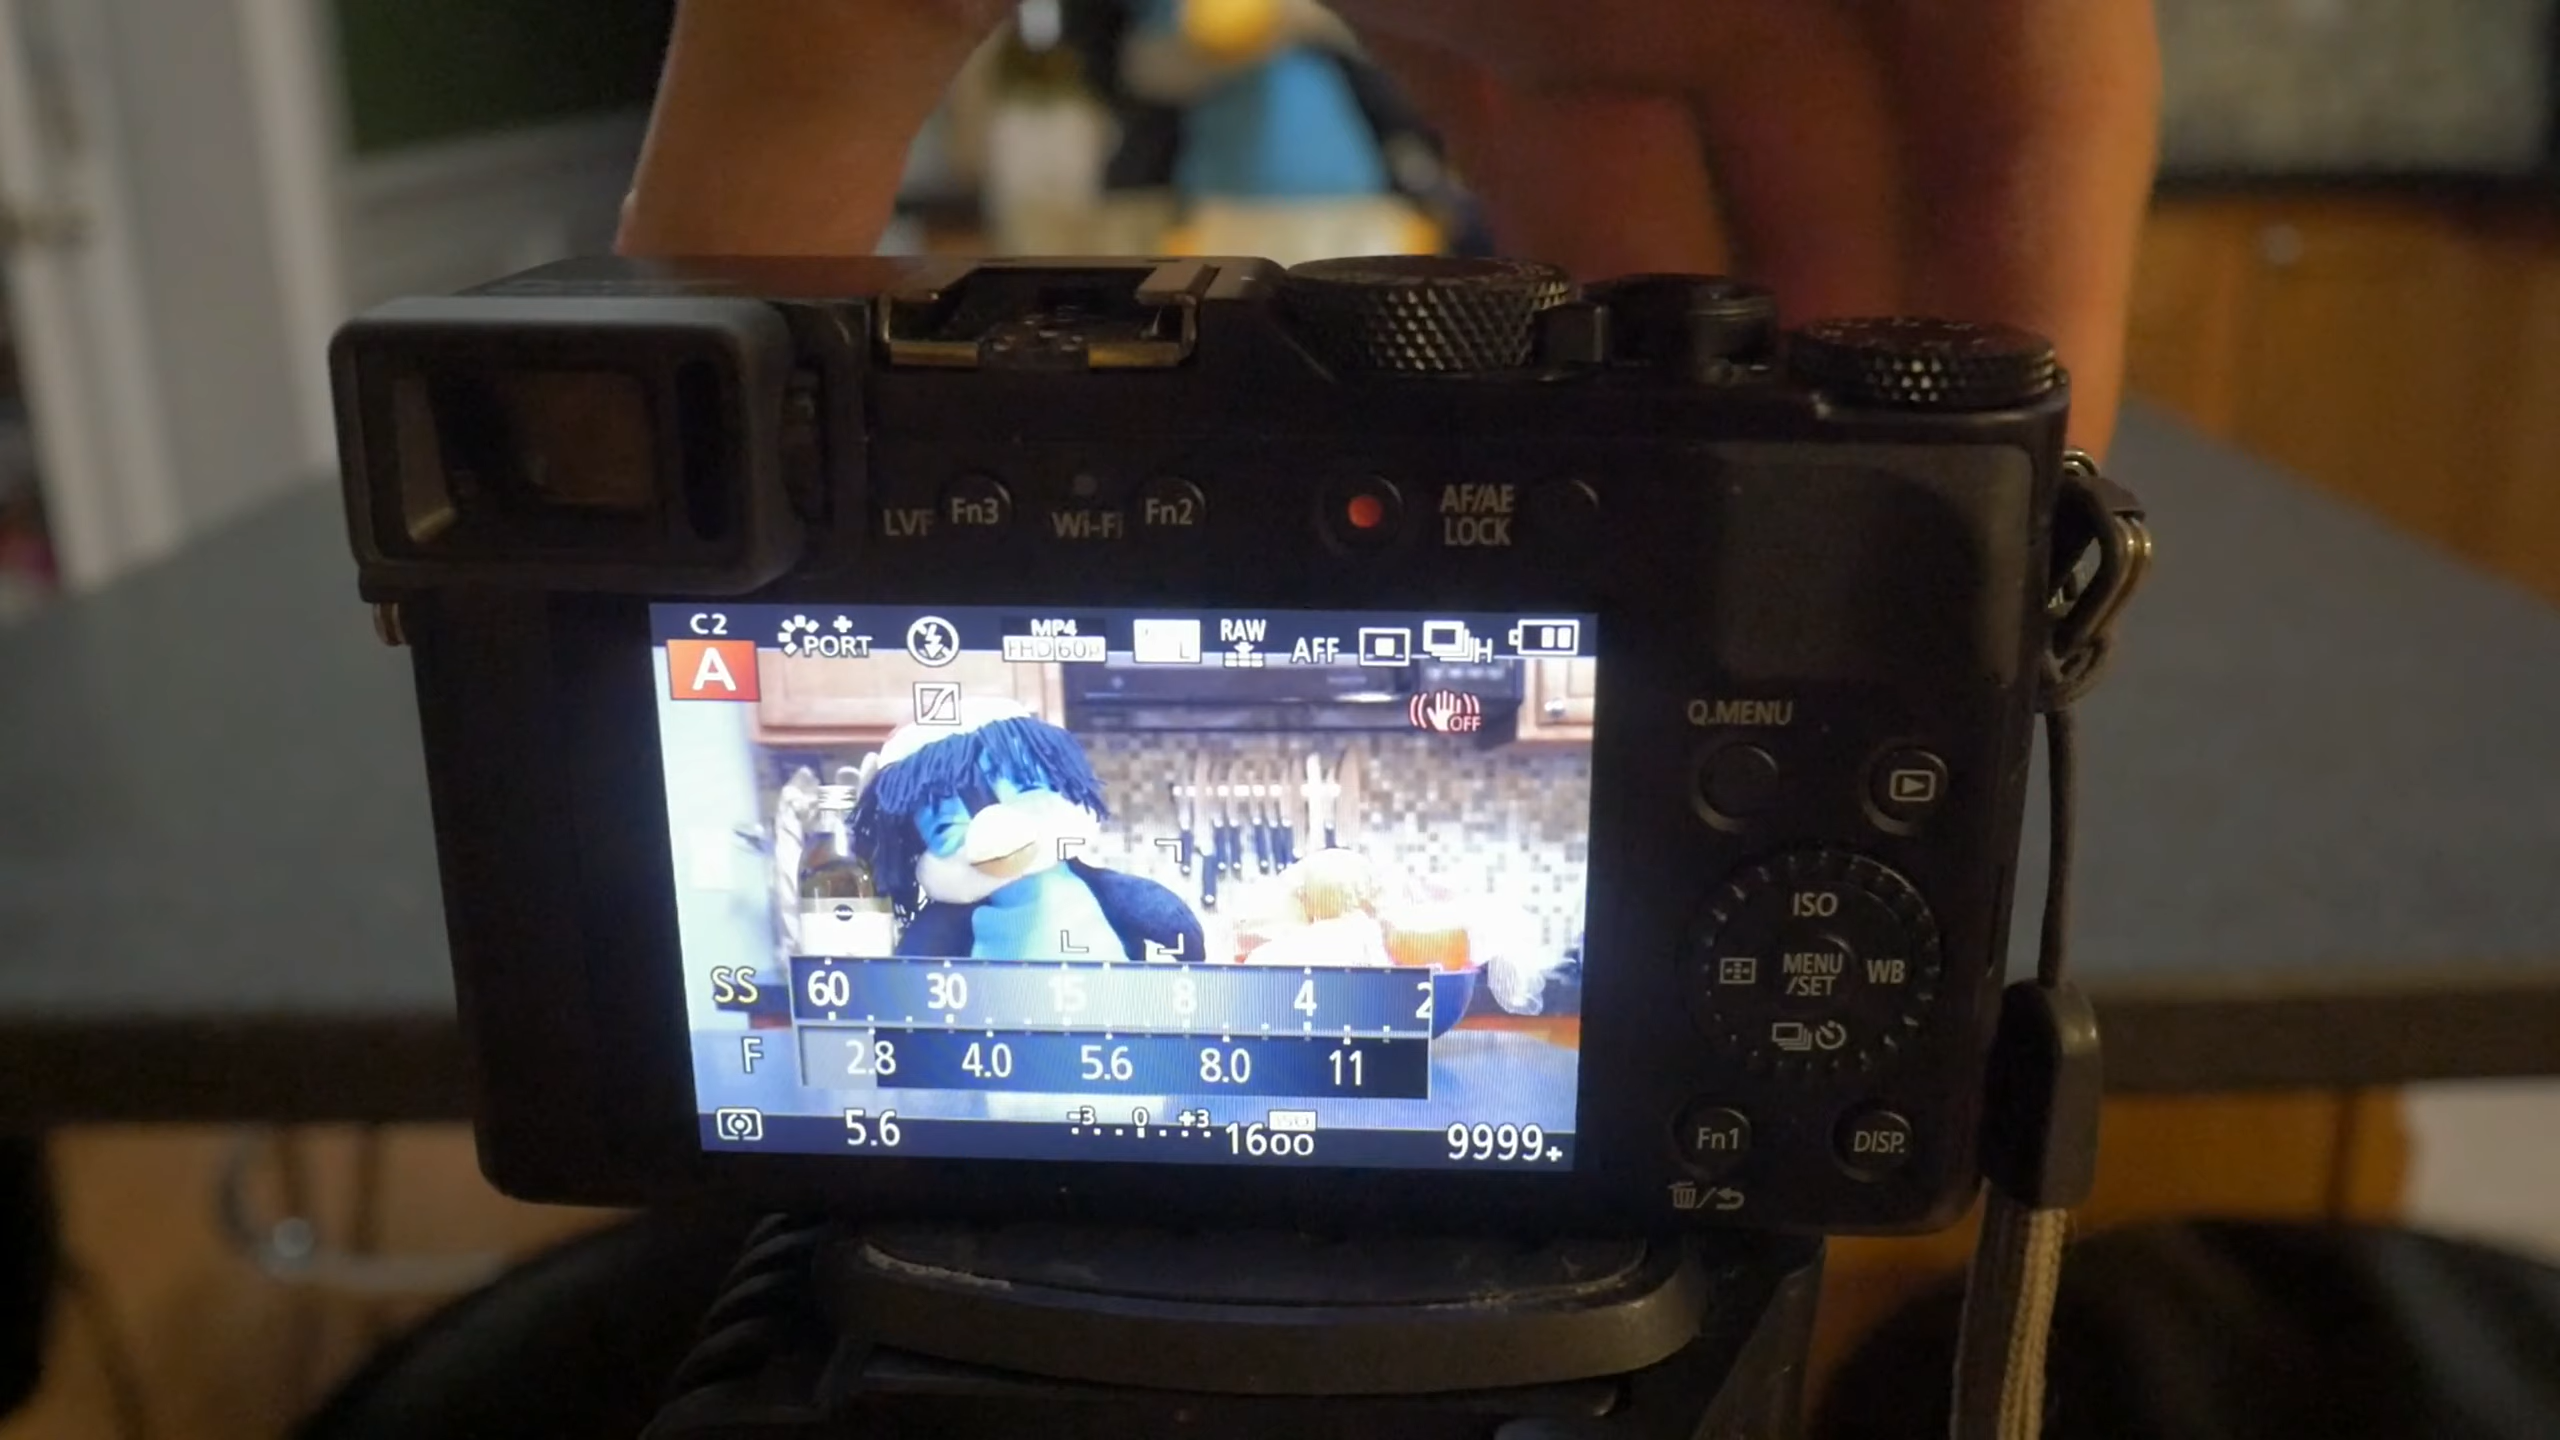 LVF Fn3 Wi-Fi Fn2 AF/AE
LOCK
C2 PORT MP4 L RAW AFF H
FHD 60p
A
OFF
Q.MENU
SS 60 30 15 8 4 2
F 2.8 4.0 5.6 8.0 11
5.6 -3 0 +3 ISO 1600 9999+
ISO
MENU
/SET
WB
Fn1 DISP.